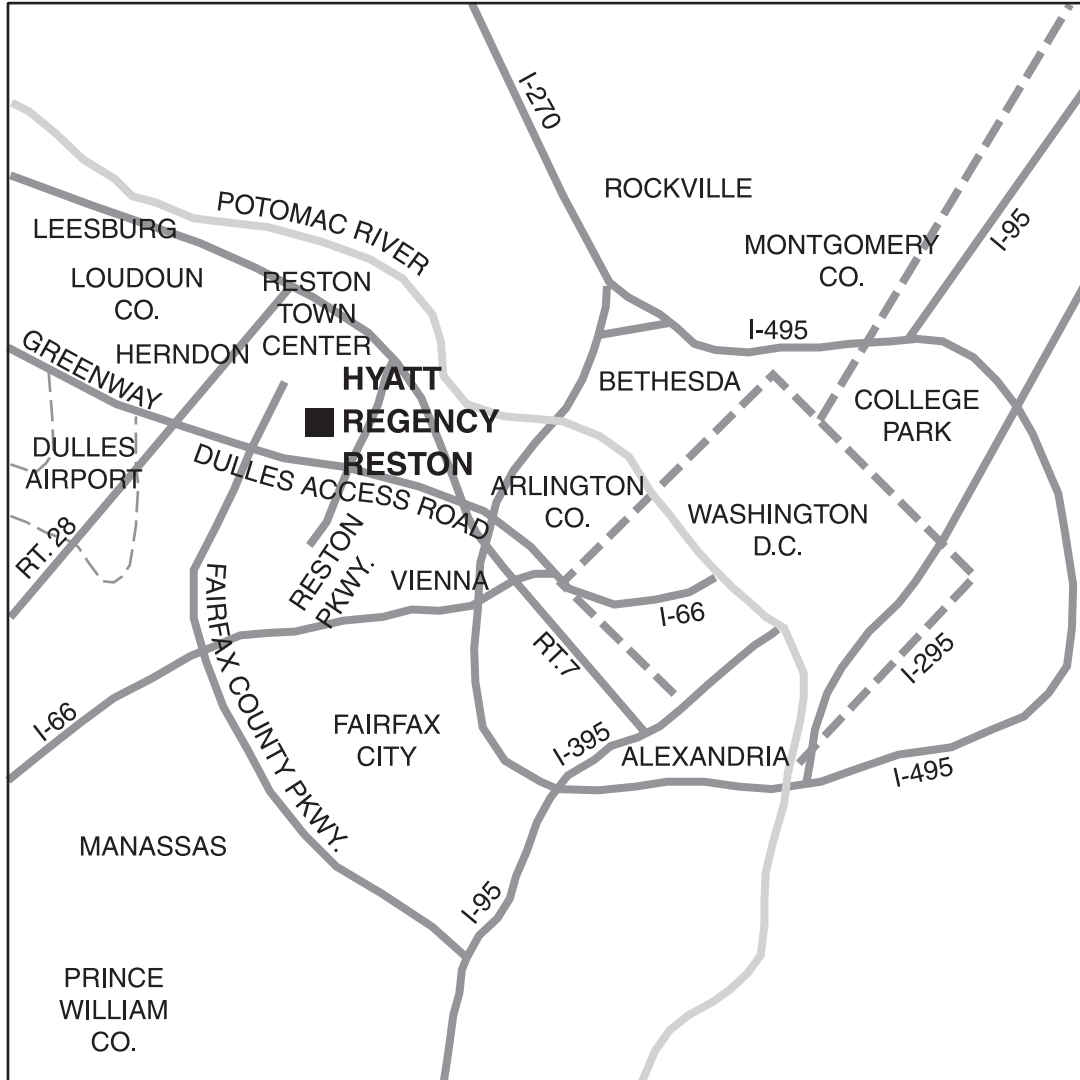 I-270
ROCKVILLE
POTOMAC RIVER
LEESBURG
MONTGOMERY
CO.
I-95
LOUDOUN
CO.
RESTON
TOWN
CENTER
I-495
GREENWAY
HERNDON
HYATT
REGENCY
RESTON
BETHESDA
COLLEGE
PARK
DULLES
AIRPORT
DULLES ACCESS ROAD
ARLINGTON
CO.
WASHINGTON
D.C.
RT. 28
RESTON
PKWY.
VIENNA
I-66
FAIRFAX COUNTY PKWY.
RT.7
I-295
I-66
FAIRFAX
CITY
I-395
ALEXANDRIA
I-495
MANASSAS
I-95
PRINCE
WILLIAM
CO.